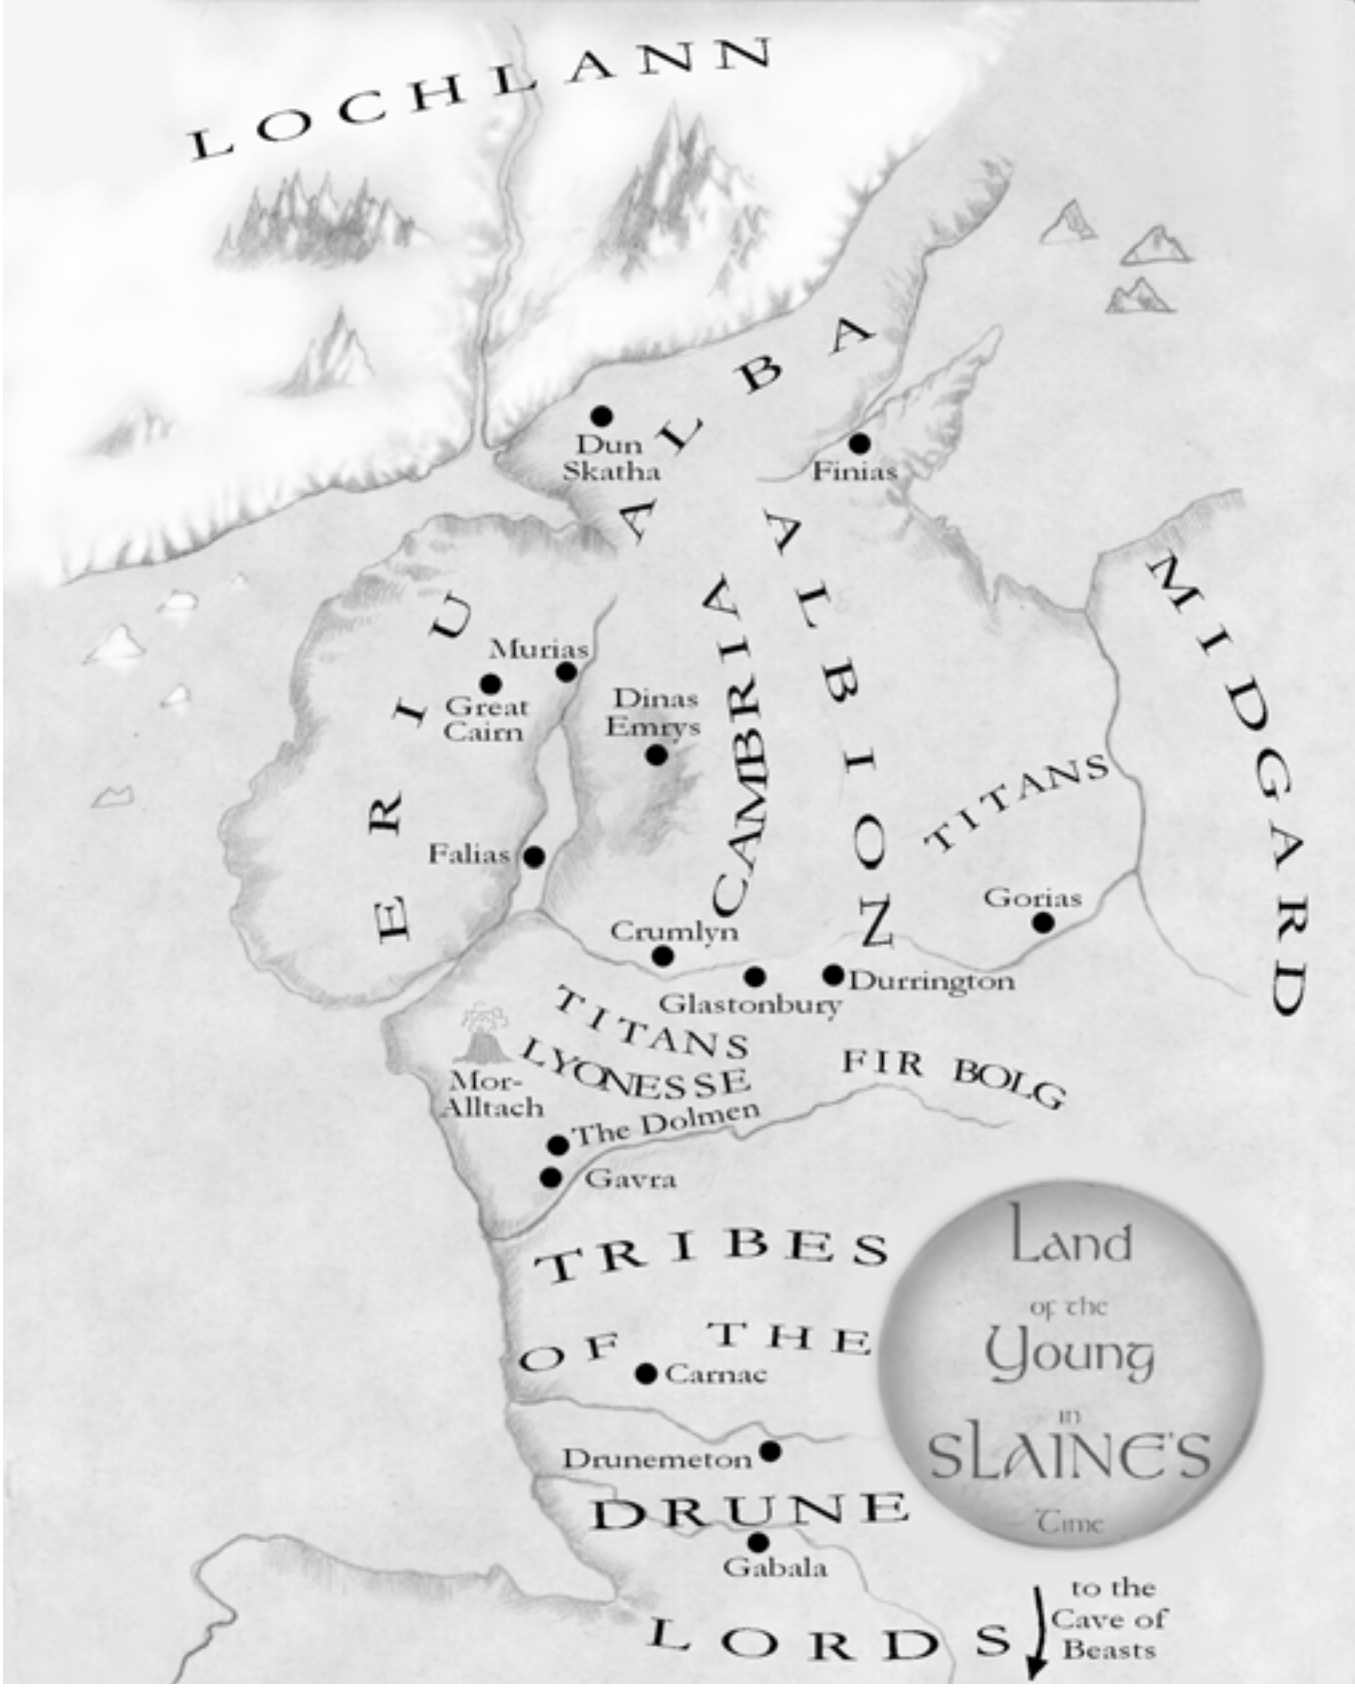 LOCHLANN
ALBA
Dun
Skatha
Finias
ERIU
Murias
Great
Cairn
Dinas
Emrys
CAMBRIA
ALBION
MIDGARD
TITANS
Falias
Gorias
Crumlyn
Glastonbury
Durrington
TITANS
LYONESSE
FIR BOLG
Mor-
Alltach
The Dolmen
Gavra
TRIBES
OF THE
Carnac
Drunemeton
DRUNE
Gabala
LORDS
Land
of the
Young
in
SLAINE'S
Time
to the
Cave of
Beasts